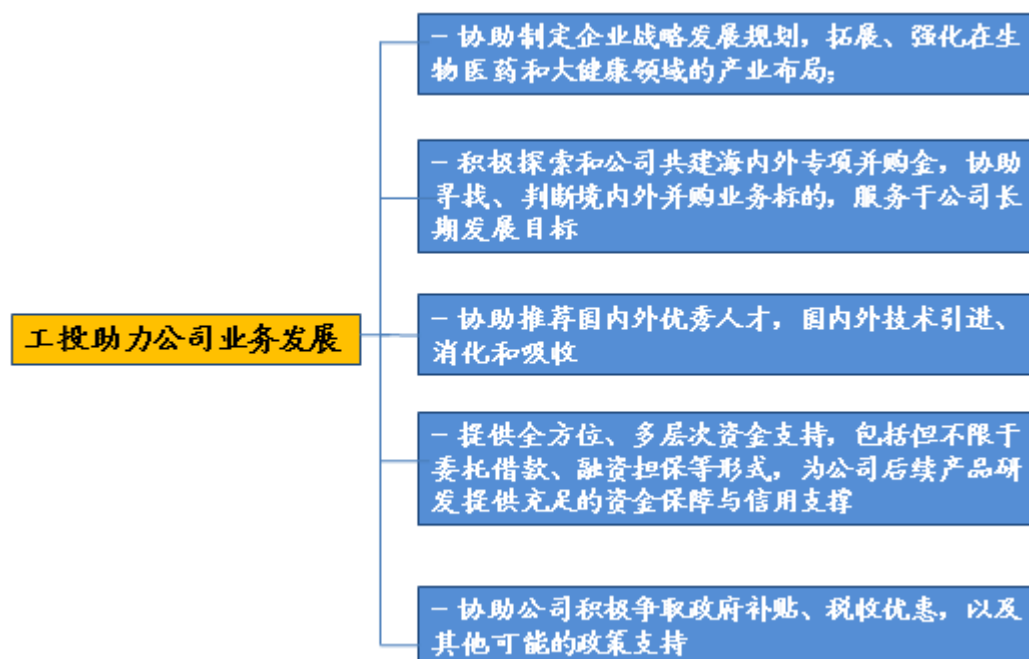 – 协助制定企业战略发展规划，拓展、强化在生
物医药和大健康领域的产业布局；
– 积极探索和公司共建海内外专项并购金，协助
寻找、判断境内外并购业务标的，服务于公司长
期发展目标
工投助力公司业务发展
– 协助推荐国内外优秀人才，国内外技术引进、
消化和吸收
– 提供全方位、多层次资金支持，包括但不限于
委托借款、融资担保等形式，为公司后续产品研
发提供充足的资金保障与信用支撑
– 协助公司积极争取政府补贴、税收优惠，以及
其他可能的政策支持